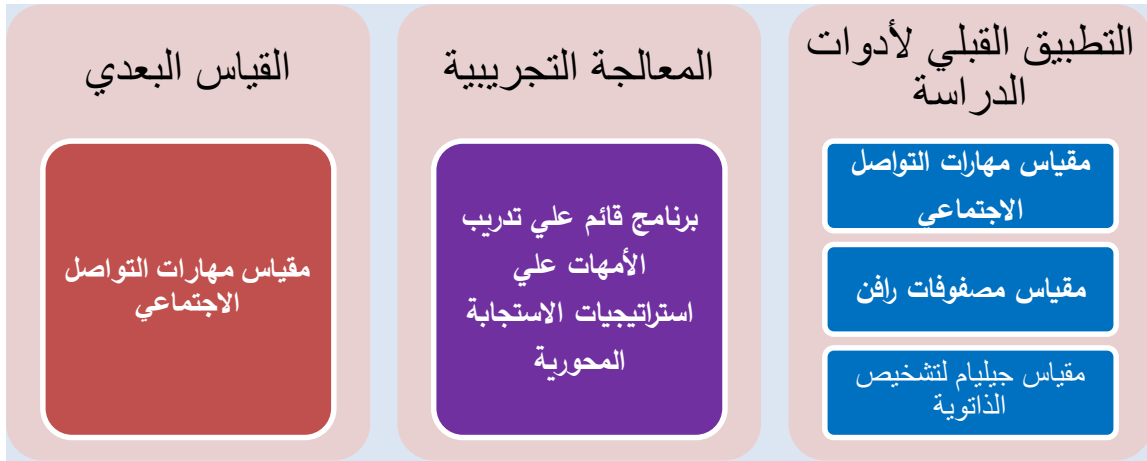 التطبيق القبلي لأدوات
الدراسة
مقياس مهارات التواصل
الاجتماعي
مقياس مصفوفات رافن
مقياس جيليام لتشخيص
الذاتوية
المعالجة التجريبية
برنامج قائم علي تدريب
الأمهات علي
استراتيجيات الاستجابة
المحورية
القياس البعدي
مقياس مهارات التواصل
الاجتماعي